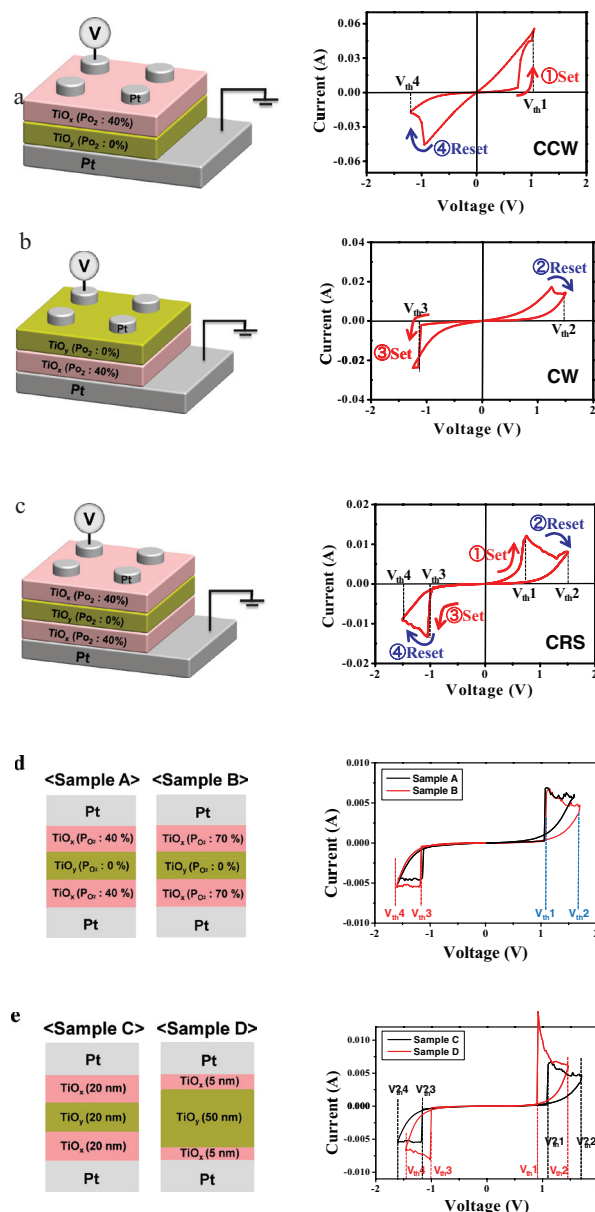 a
V
Pt
TiOx (PO2 : 40%)
TiOy (PO2 : 0%)
Pt
Current (A)
0.06
0.03
0.00
-0.03
-0.06
Vth4
①Set
Vth1
④Reset
CCW
-2 -1 0 1 2
Voltage (V)
b
V
Pt
TiOy (PO2 : 0%)
TiOx (PO2 : 40%)
Pt
Current (A)
0.04
0.02
0.00
-0.02
-0.04
②Reset
Vth3
Vth2
③Set
CW
-2 -1 0 1 2
Voltage (V)
c
V
Pt
TiOx (PO2 : 40%)
TiOy (PO2 : 0%)
TiOx (PO2 : 40%)
Pt
Current (A)
0.02
0.01
0.00
-0.01
-0.02
②Reset
①Set
Vth4
Vth3
Vth1
Vth2
③Set
④Reset
CRS
-2 -1 0 1 2
Voltage (V)
d
<Sample A> <Sample B>
Pt Pt
TiOx (PO2 : 40 %) TiOx (PO2 : 70 %)
TiOy (PO2 : 0 %) TiOy (PO2 : 0 %)
TiOx (PO2 : 40 %) TiOx (PO2 : 70 %)
Pt Pt
Current (A)
0.010
0.005
0.000
-0.005
-0.010
Sample A
Sample B
Vth4 Vth3 Vth1 Vth2
-2 -1 0 1 2
Voltage (V)
e
<Sample C> <Sample D>
Pt Pt
TiOx (20 nm) TiOx (5 nm)
TiOy (20 nm) TiOy (50 nm)
TiOx (20 nm) TiOx (5 nm)
Pt Pt
Current (A)
0.010
0.005
0.000
-0.005
-0.010
Sample C
Sample D
Vth4 Vth3 Vth1 Vth2
-2 -1 0 1 2
Voltage (V)